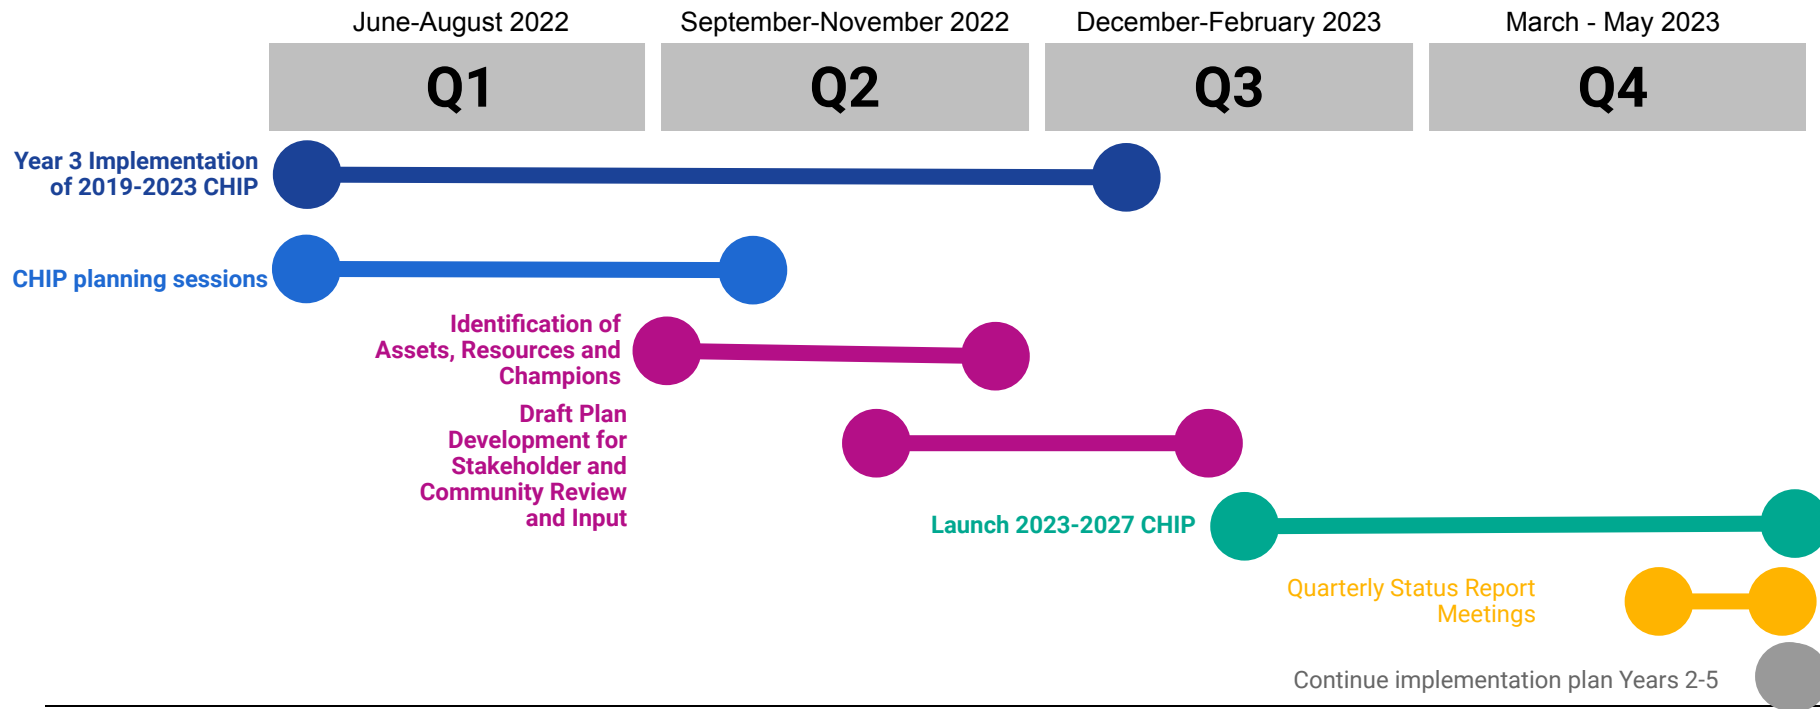 June-August 2022
September-November 2022
December-February 2023
March - May 2023
Q1
Q2
Q3
Q4
Year 3 Implementation
of 2019-2023 CHIP
CHIP planning sessions
Identification of
Assets, Resources and
Champions
Draft Plan
Development for
Stakeholder and
Community Review
and Input
Launch 2023-2027 CHIP
Quarterly Status Report
Meetings
Continue implementation plan Years 2-5